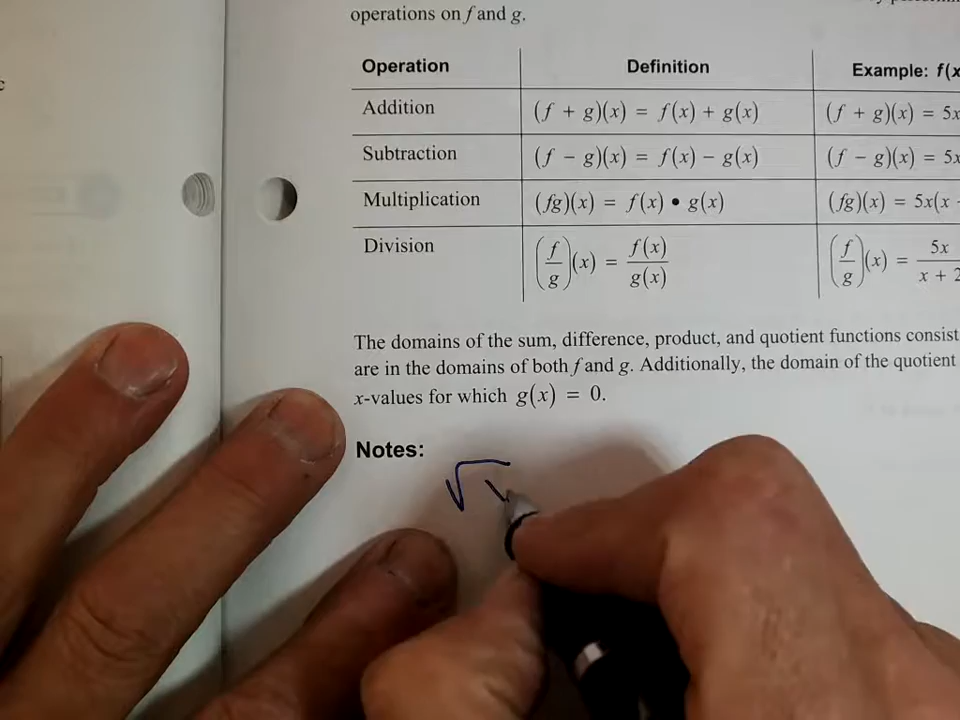 operations on f and g.
Operation Definition Example: f(x
Addition (f + g)(x) = f(x) + g(x) (f + g)(x) = 5x
Subtraction (f − g)(x) = f(x) − g(x) (f − g)(x) = 5x
Multiplication (fg)(x) = f(x) • g(x) (fg)(x) = 5x(x
Division (f/g)(x) = f(x)/g(x) (f/g)(x) = 5x/x + 2
The domains of the sum, difference, product, and quotient functions consist
are in the domains of both f and g. Additionally, the domain of the quotient
x-values for which g(x) = 0.
Notes:
√